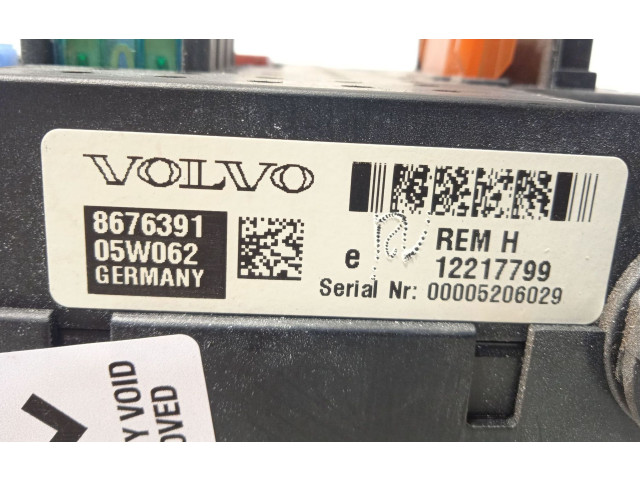 VOLVO
8676391
05W062
GERMANY
e
REM H
12217799
Serial Nr: 00005206029
Y VOID
OVED